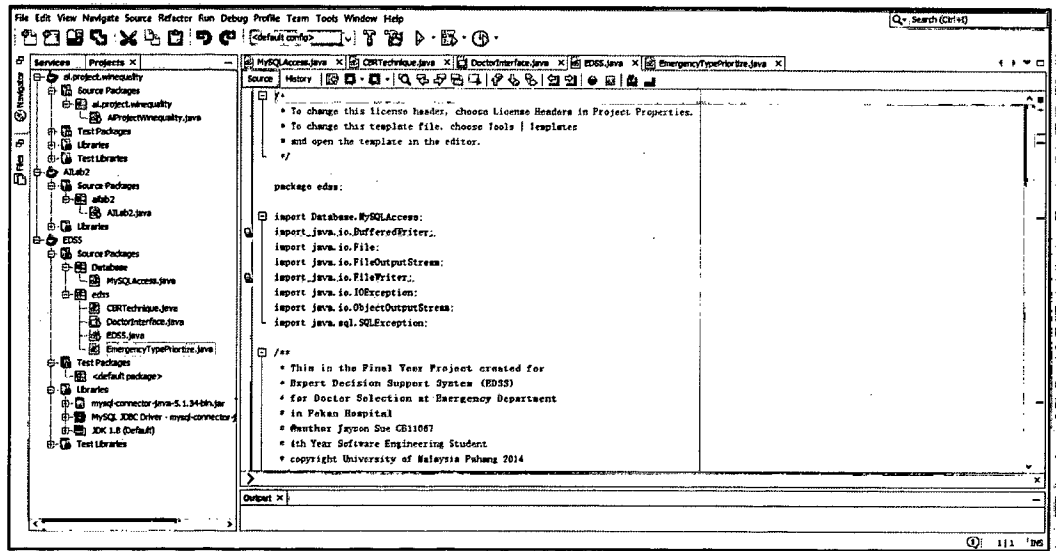 File Edit View Navigate Source Refactor Run Debug Profile Team Tools Window Help
Search (Ctrl+I)
<default config>
Services Projects
MySQLAccess.java CBRTechnique.java DoctorInterface.java EDSS.java EmergencyTypePriortize.java
Source History
Navigator
Files
ai.project.winequality
Source Packages
ai.project.winequality
AIProjectWinequality.java
Test Packages
Libraries
Test Libraries
AILab2
Source Packages
ailab2
AILab2.java
Libraries
EDSS
Source Packages
Database
MySQLAccess.java
edss
CBRTechnique.java
DoctorInterface.java
EDSS.java
EmergencyTypePriortize.java
Test Packages
<default package>
Libraries
mysql-connector-java-5.1.34-bin.jar
MySQL JDBC Driver - mysql-connector-j
JDK 1.8 (Default)
Test Libraries
/*
* To change this license header, choose License Headers in Project Properties.
* To change this template file, choose Tools | Templates
* and open the template in the editor.
*/
package edss;
import Database.MySQLAccess;
import java.io.BufferedWriter;
import java.io.File;
import java.io.FileOutputStream;
import java.io.FileWriter;
import java.io.IOException;
import java.io.ObjectOutputStream;
import java.sql.SQLException;
/**
* This in the Final Year Project created for
* Expert Decision Support System (EDSS)
* for Doctor Selection at Emergency Department
* in Pekan Hospital
* @author Jayson Sue CB11067
* 4th Year Software Engineering Student
* copyright University of Malaysia Pahang 2014
Output
1|1 INS